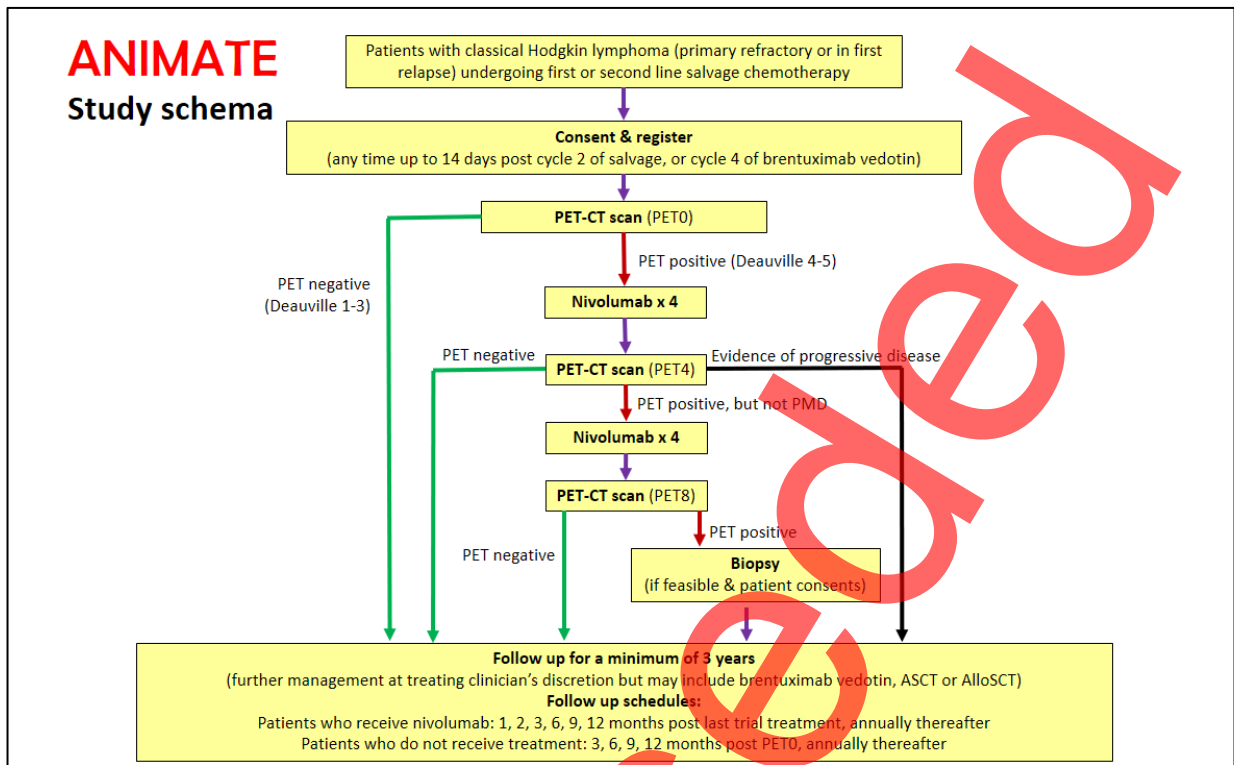 ANIMATE
Study schema
Patients with classical Hodgkin lymphoma (primary refractory or in first
relapse) undergoing first or second line salvage chemotherapy
Consent & register
(any time up to 14 days post cycle 2 of salvage, or cycle 4 of brentuximab vedotin)
PET-CT scan (PET0)
PET negative
(Deauville 1-3)
PET positive (Deauville 4-5)
Nivolumab x 4
PET negative
PET-CT scan (PET4)
Evidence of progressive disease
PET positive, but not PMD
Nivolumab x 4
PET-CT scan (PET8)
PET negative
PET positive
Biopsy
(if feasible & patient consents)
Follow up for a minimum of 3 years
(further management at treating clinician's discretion but may include brentuximab vedotin, ASCT or AlloSCT)
Follow up schedules:
Patients who receive nivolumab: 1, 2, 3, 6, 9, 12 months post last trial treatment, annually thereafter
Patients who do not receive treatment: 3, 6, 9, 12 months post PET0, annually thereafter
ded